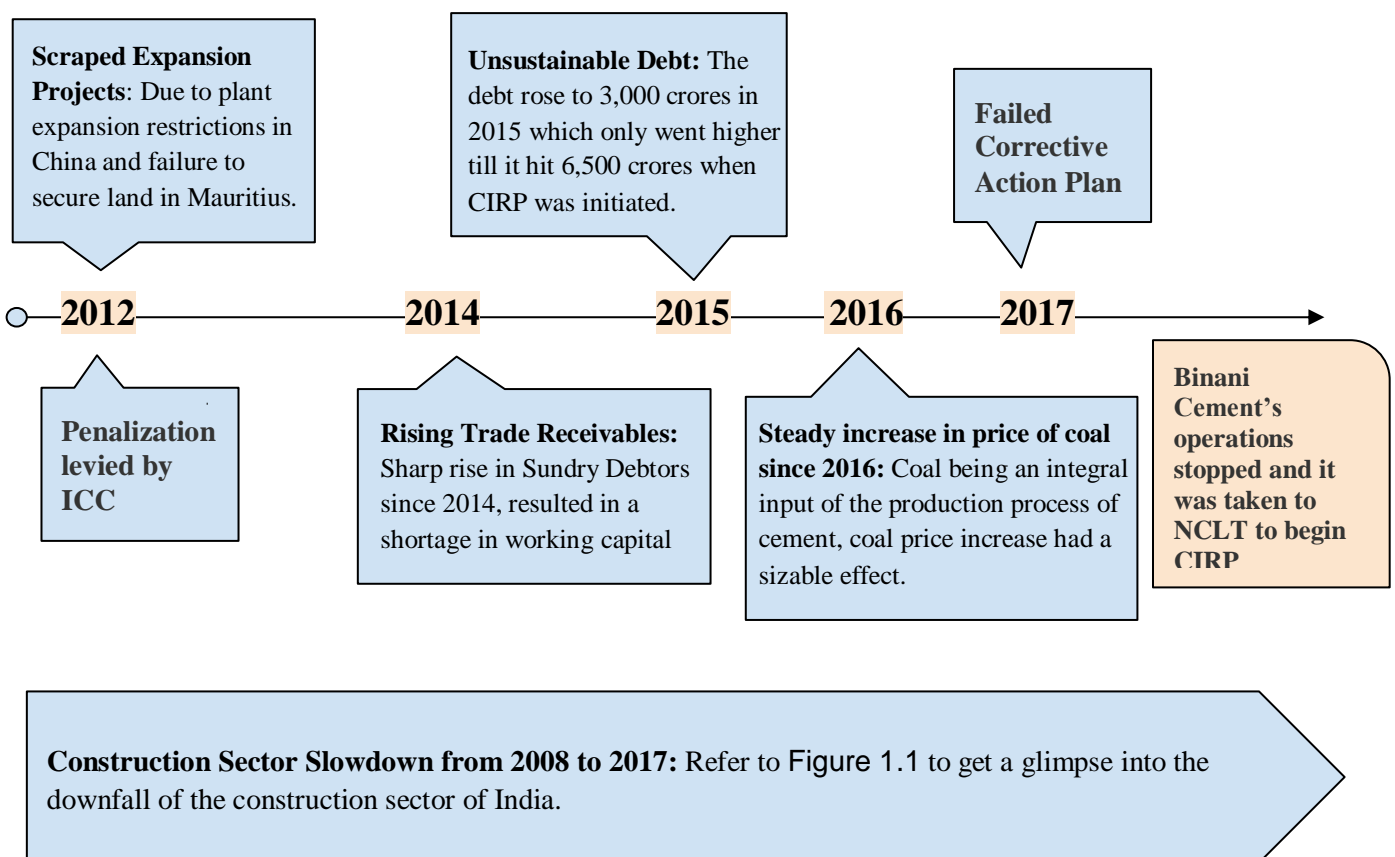 Scraped Expansion
Projects: Due to plant
expansion restrictions in
China and failure to
secure land in Mauritius.
Unsustainable Debt: The
debt rose to 3,000 crores in
2015 which only went higher
till it hit 6,500 crores when
CIRP was initiated.
Failed
Corrective
Action Plan
2012
2014
2015
2016
2017
Penalization
levied by
ICC
Rising Trade Receivables:
Sharp rise in Sundry Debtors
since 2014, resulted in a
shortage in working capital
Steady increase in price of coal
since 2016: Coal being an integral
input of the production process of
cement, coal price increase had a
sizable effect.
Binani
Cement’s
operations
stopped and it
was taken to
NCLT to begin
CIRP
Construction Sector Slowdown from 2008 to 2017: Refer to Figure 1.1 to get a glimpse into the
downfall of the construction sector of India.